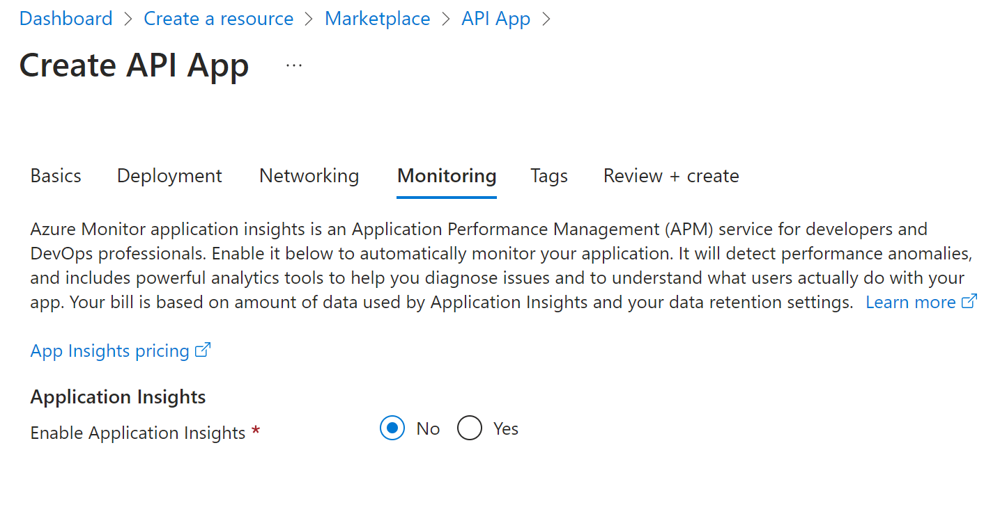 Dashboard > Create a resource > Marketplace > API App >
Create API App ...
Basics Deployment Networking Monitoring Tags Review + create
Azure Monitor application insights is an Application Performance Management (APM) service for developers and
DevOps professionals. Enable it below to automatically monitor your application. It will detect performance anomalies,
and includes powerful analytics tools to help you diagnose issues and to understand what users actually do with your
app. Your bill is based on amount of data used by Application Insights and your data retention settings. Learn more
App Insights pricing
Application Insights
Enable Application Insights * No Yes